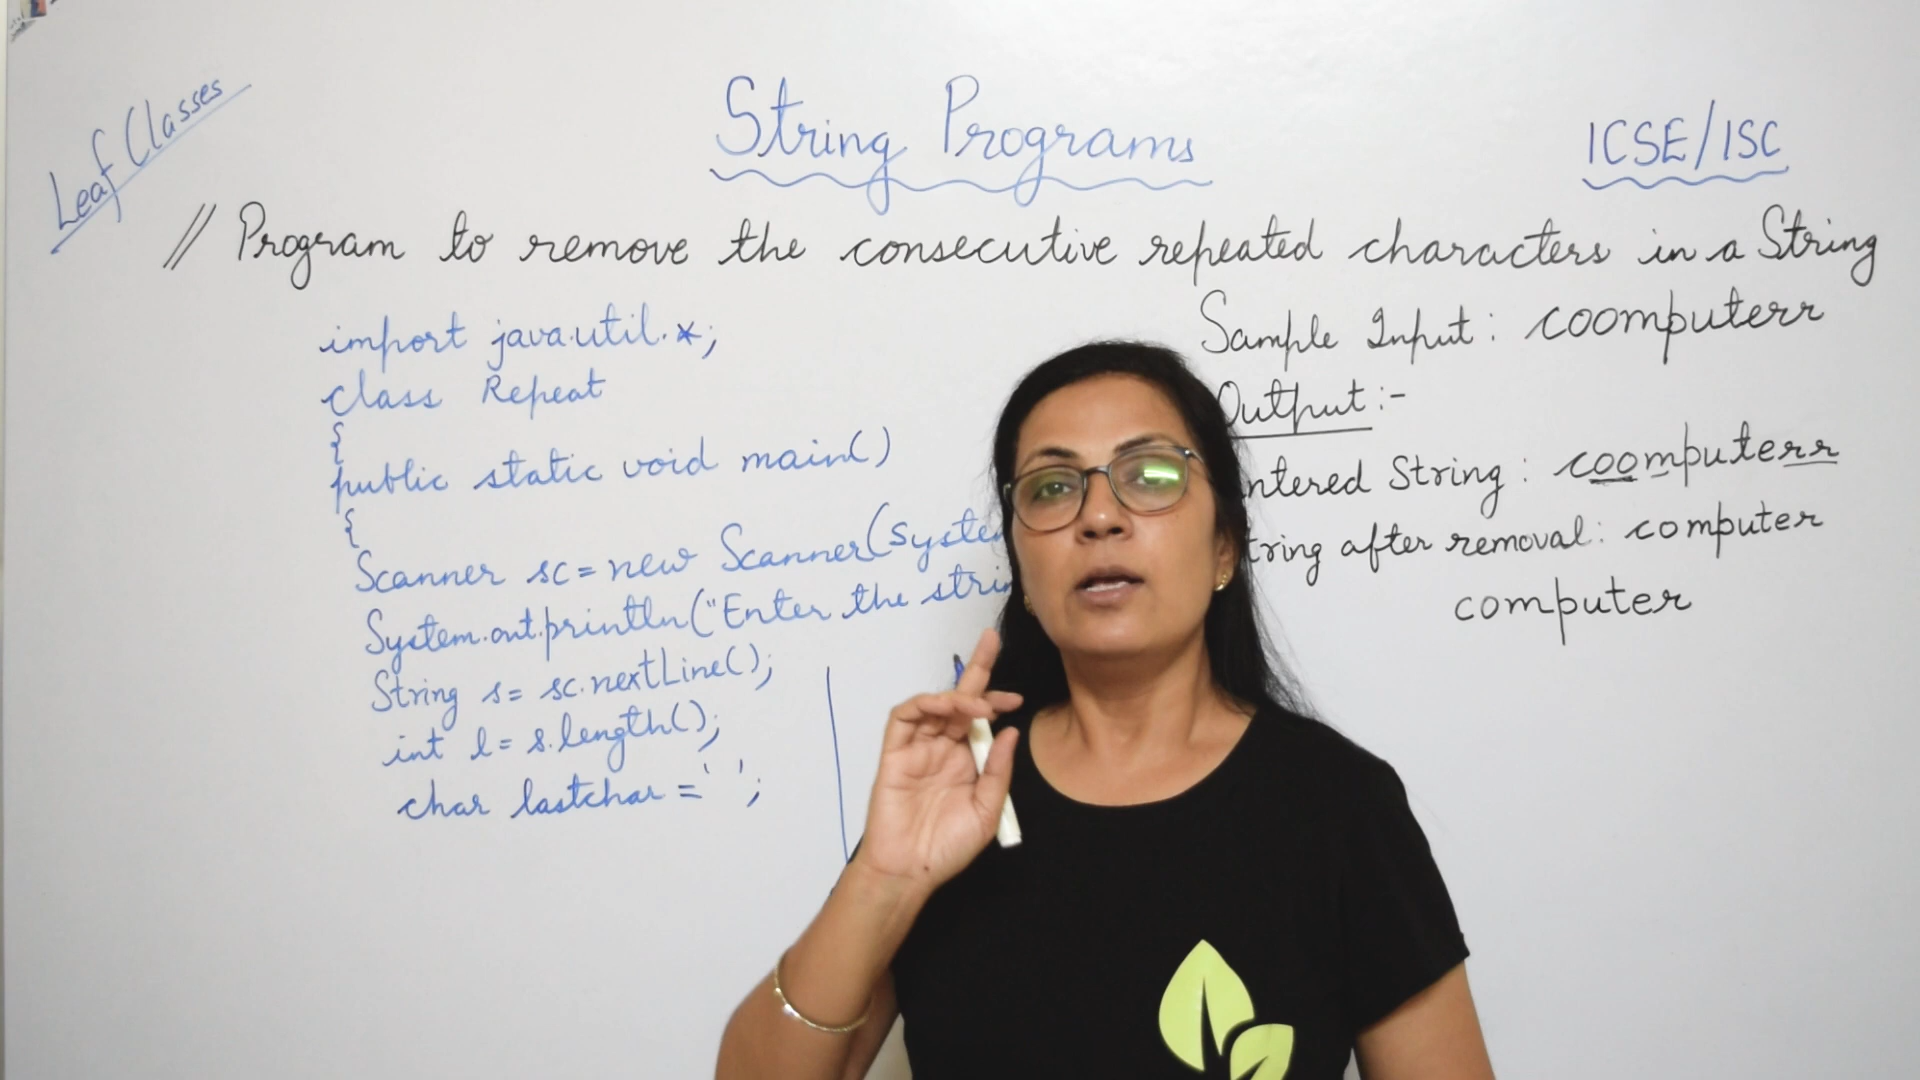 Leaf Classes
String Programs
ICSE/ISC
// Program to remove the consecutive repeated characters in a String
import java.util.*;
class Repeat
{
public static void main()
{
Scanner sc=new Scanner(System
System.out.println("Enter the strin
String s= sc.nextLine();
int l= s.length();
char lastchar=' ';
Sample Input: coomputerr
Output:-
ntered String: coomputerr
tring after removal: computer
computer